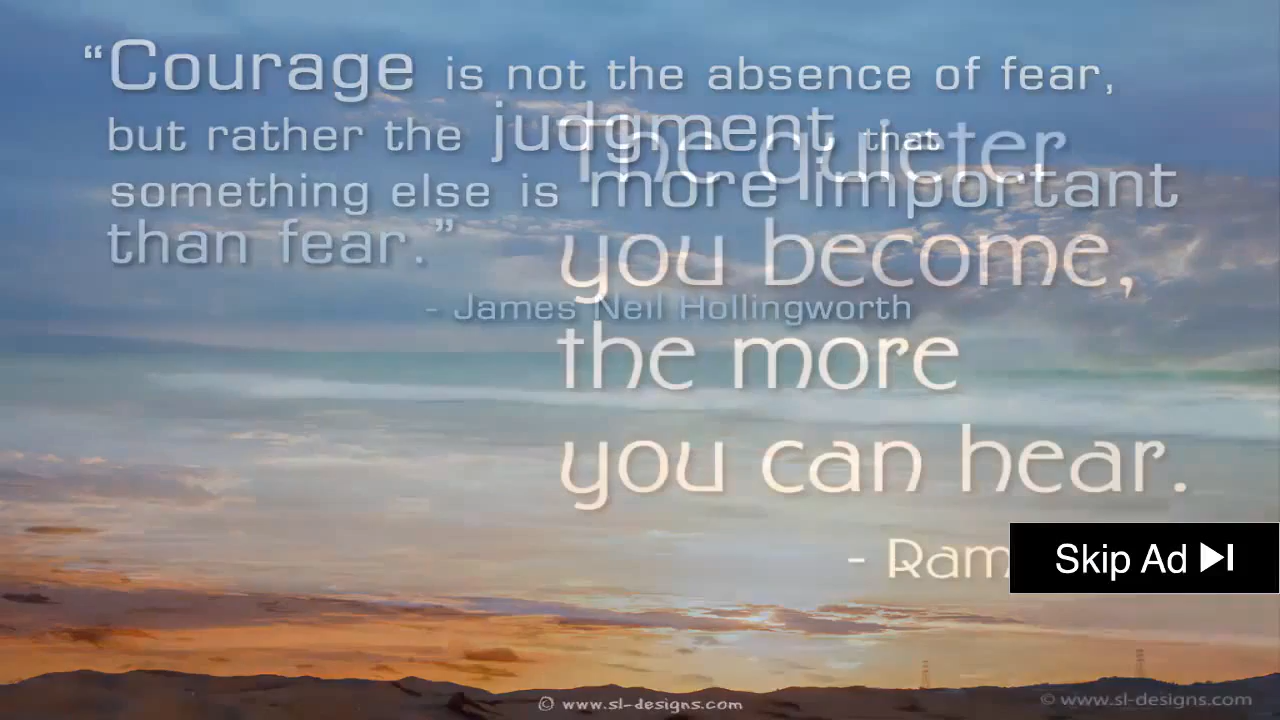 “Courage is not the absence of fear,
but rather the judgment that
something else is more important
than fear.”
- James Neil Hollingworth
The quieter
you become,
the more
you can hear.
- Ram
Skip Ad
© www.sl-designs.com
© www.sl-designs.com